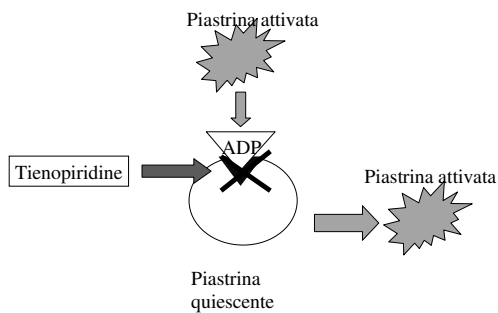 Piastrina attivata
ADP
Tienopiridine
Piastrina attivata
Piastrina
quiescente